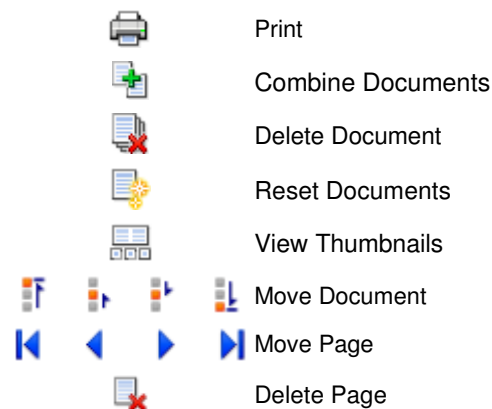 Print
Combine Documents
Delete Document
Reset Documents
View Thumbnails
Move Document
Move Page
Delete Page